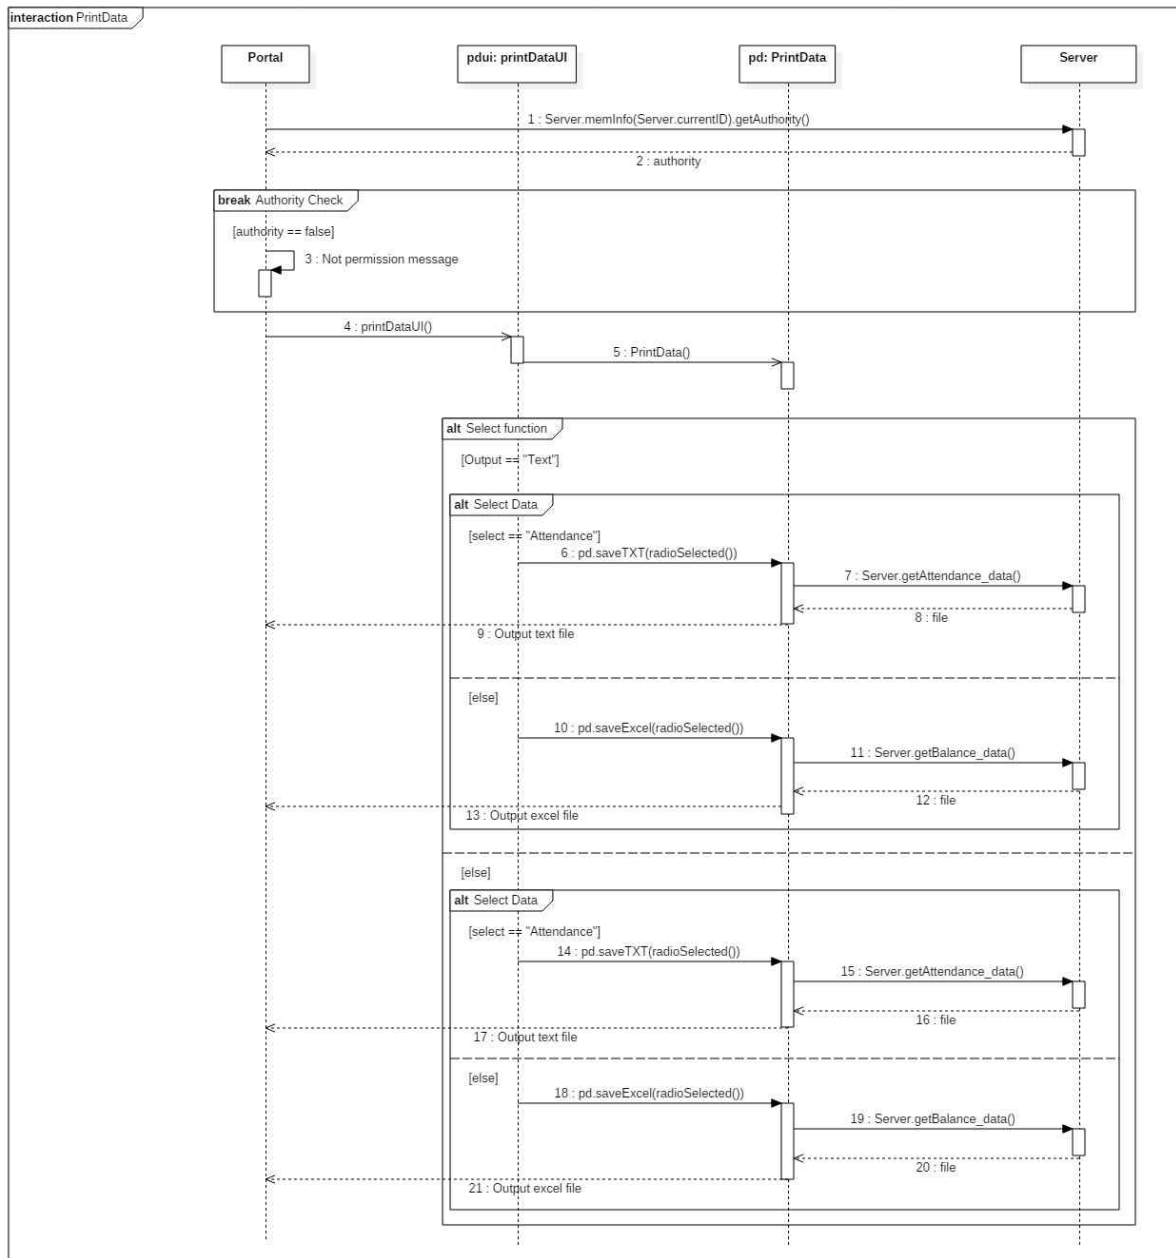 interaction PrintData
Portal
pdui: printDataUI
pd: PrintData
Server
1 : Server.memInfo(Server.currentID).getAuthority()
2 : authority
break Authority Check
[authority == false]
3 : Not permission message
4 : printDataUI()
5 : PrintData()
alt Select function
[Output == "Text"]
alt Select Data
[select == "Attendance"]
6 : pd.saveTXT(radioSelected())
7 : Server.getAttendance_data()
8 : file
9 : Output text file
[else]
10 : pd.saveExcel(radioSelected())
11 : Server.getBalance_data()
12 : file
13 : Output excel file
[else]
alt Select Data
[select == "Attendance"]
14 : pd.saveTXT(radioSelected())
15 : Server.getAttendance_data()
16 : file
17 : Output text file
[else]
18 : pd.saveExcel(radioSelected())
19 : Server.getBalance_data()
20 : file
21 : Output excel file